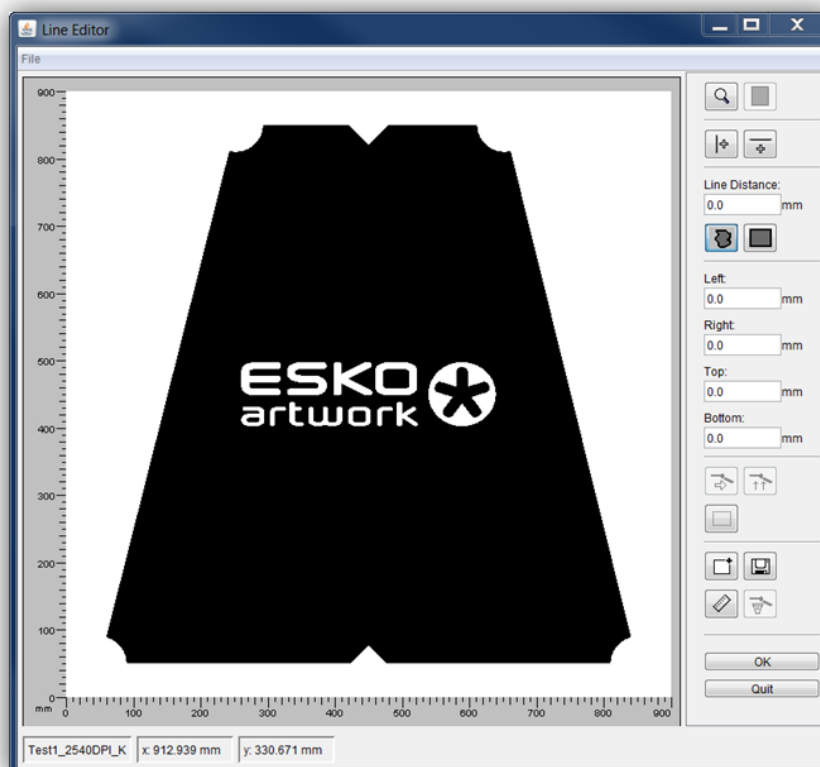 Line Editor
File
900
800
700
600
500
400
300
200
100
0
mm
0 100 200 300 400 500 600 700 800 900
ESKO
artwork
Line Distance:
0.0 mm
Left:
0.0 mm
Right:
0.0 mm
Top:
0.0 mm
Bottom:
0.0 mm
OK
Quit
Test1_2540DPI_K x: 912.939 mm y: 330.671 mm